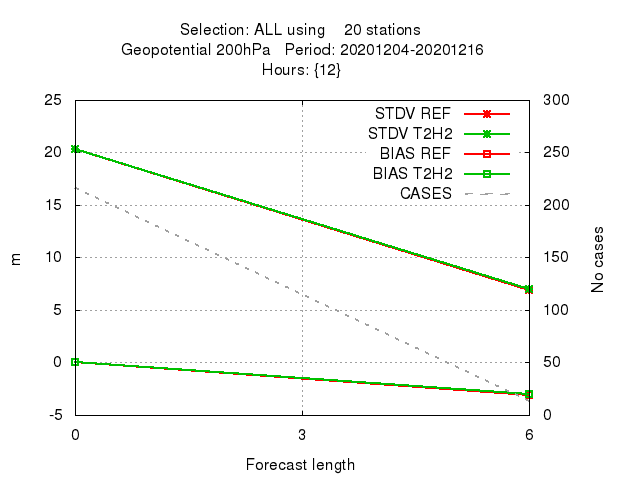 Selection: ALL using    20 stations
Geopotential 200hPa   Period: 20201204-20201216
Hours: {12}
25
20
15
10
5
0
-5
m
300
250
200
150
100
50
0
No cases
STDV REF
STDV T2H2
BIAS REF
BIAS T2H2
CASES
0 3 6
Forecast length